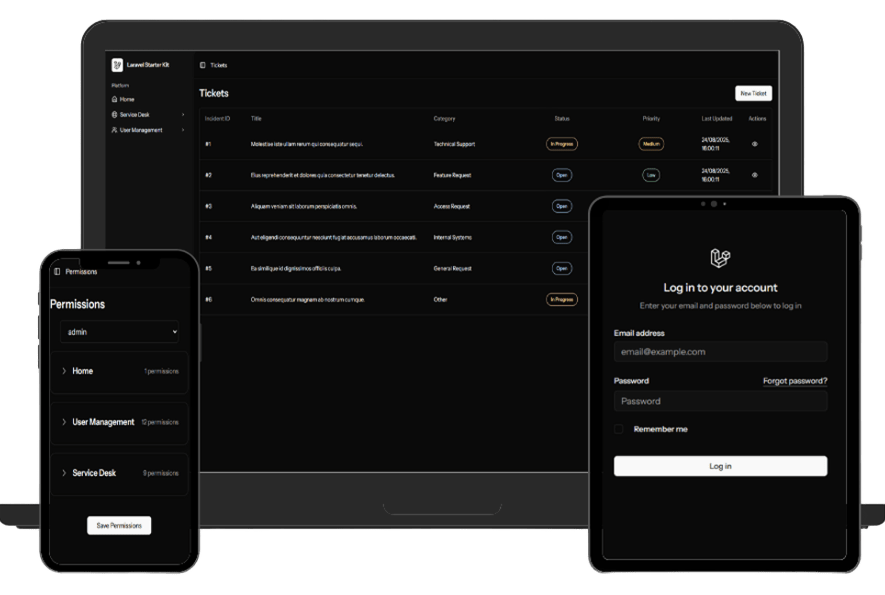 Laravel Starter Kit
Platform
Home
Service Desk
User Management
Tickets
Tickets
New Ticket
Incident ID Title Category Status Priority Last Updated Actions
#1 Molestiae iste ullam rerum qui consequatur sequi. Technical Support In Progress Medium 24/08/2025, 16:00:11
#2 Eius reprehenderit et dolores quia consectetur tenetur delectus. Feature Request Open Low 24/08/2025, 16:00:11
#3 Aliquam veniam sit laborum perspiciatis omnis. Access Request Open
#4 Aut eligendi consequuntur nesciunt fugiat accusamus laborum occaecati. Internal Systems Open
#5 Ea similique id dignissimos officiis culpa. General Request Open
#6 Omnis consequatur magnam ab nostrum cumque. Other In Progress
Permissions
Permissions
admin
Home 1 permissions
User Management 12 permissions
Service Desk 9 permissions
Save Permissions
Log in to your account
Enter your email and password below to log in
Email address
email@example.com
Password Forgot password?
Password
Remember me
Log in